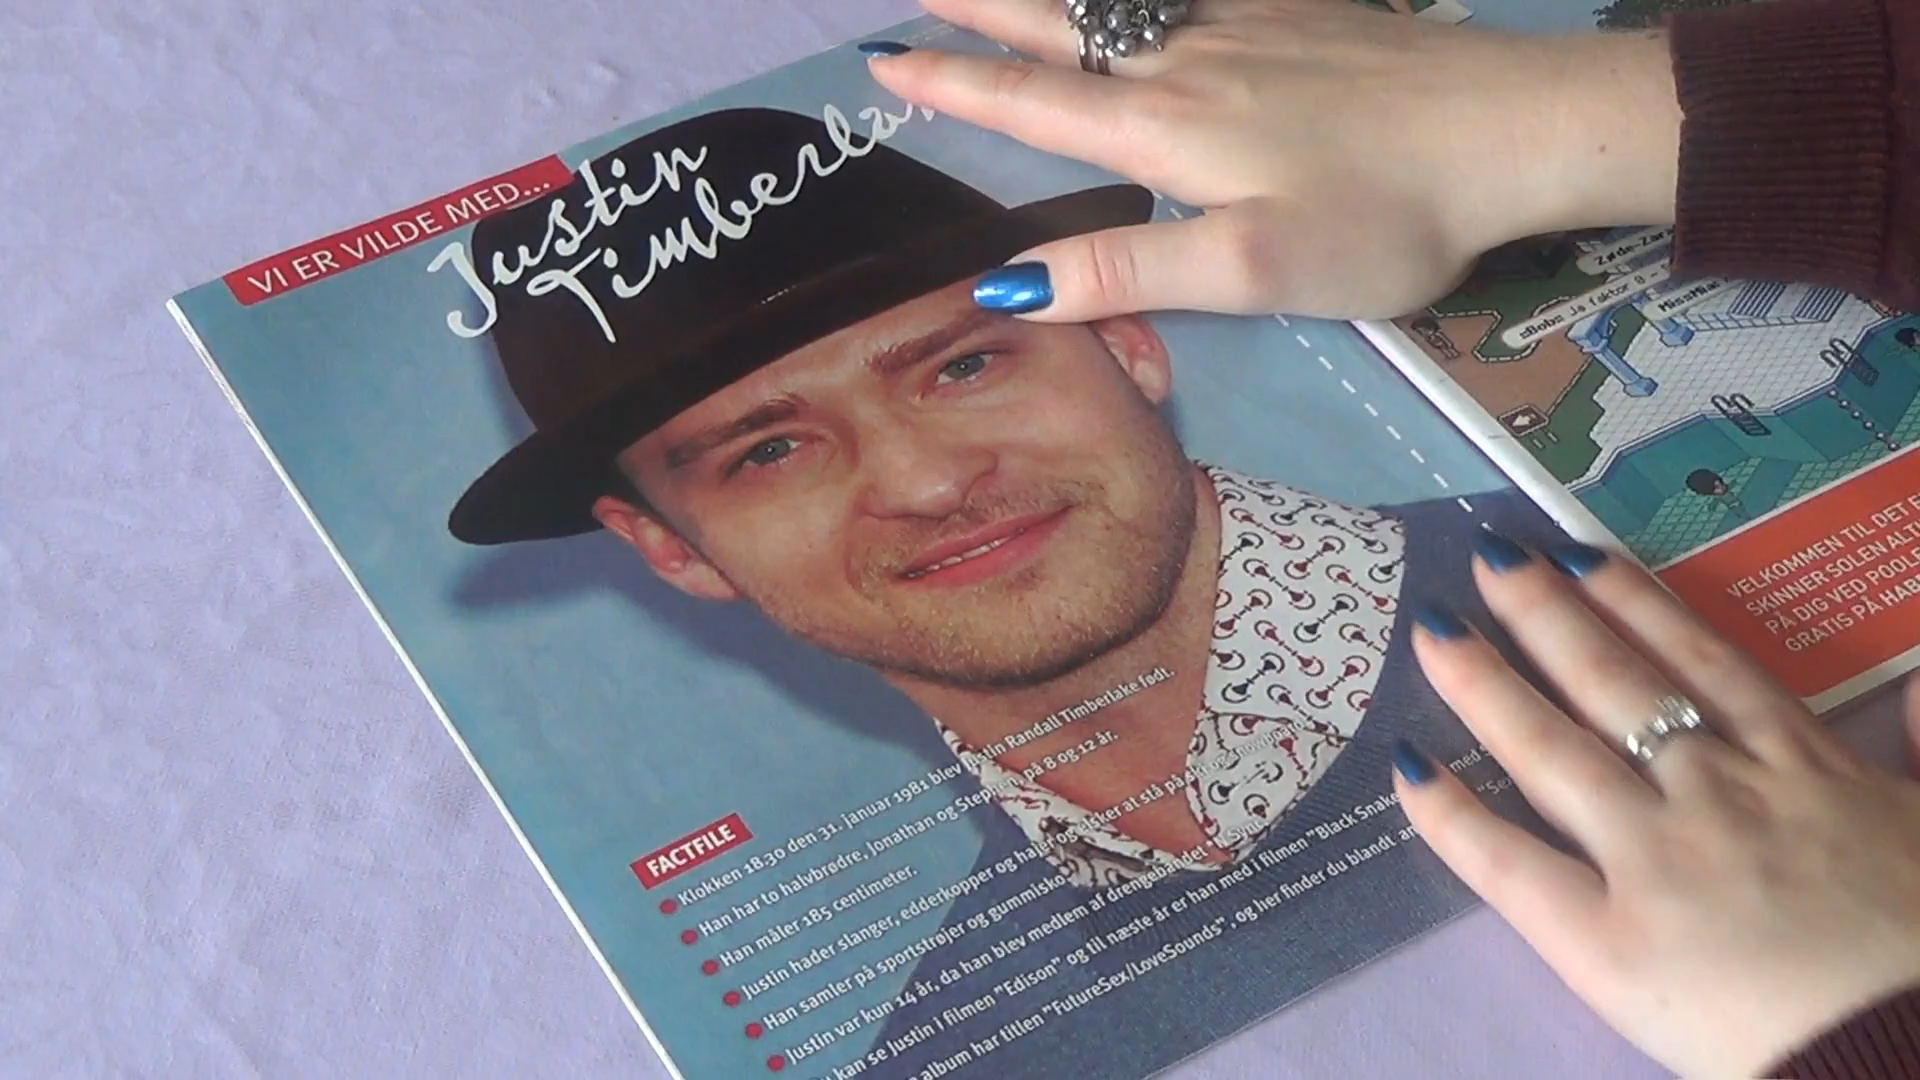 VI ER VILDE MED...
Justin
Timberla
FACTFILE
Klokken 18.30 den 31. januar 1981 blev Justin Randall Timberlake født.
Han har to halvbrødre, Jonathan og Stephen, på 8 og 12 år.
Han måler 185 centimeter.
Justin hader slanger, edderkopper og hajer og elsker at stå på ski og snowboard.
Han samler på sportstrøjer og gummisko.
Justin var kun 14 år, da han blev medlem af drengebandet "N Sync
kan se Justin i filmen "Edison" og til næste år er han med i filmen "Black Snake med
album har titlen "FutureSex/LoveSounds", og her finder du blandt
VELKOMMEN TIL DET
SKINNER SOLEN
PÅ DIG VED
GRATIS PÅ